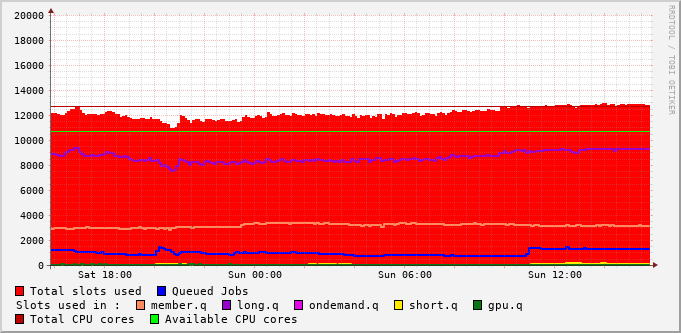 RRDTOOL / TOBI OETIKER
20000
18000
16000
14000
12000
10000
8000
6000
4000
2000
0
Sat 18:00 Sun 00:00 Sun 06:00 Sun 12:00
Total slots used Queued Jobs
Slots used in : member.q long.q ondemand.q short.q gpu.q
Total CPU cores Available CPU cores